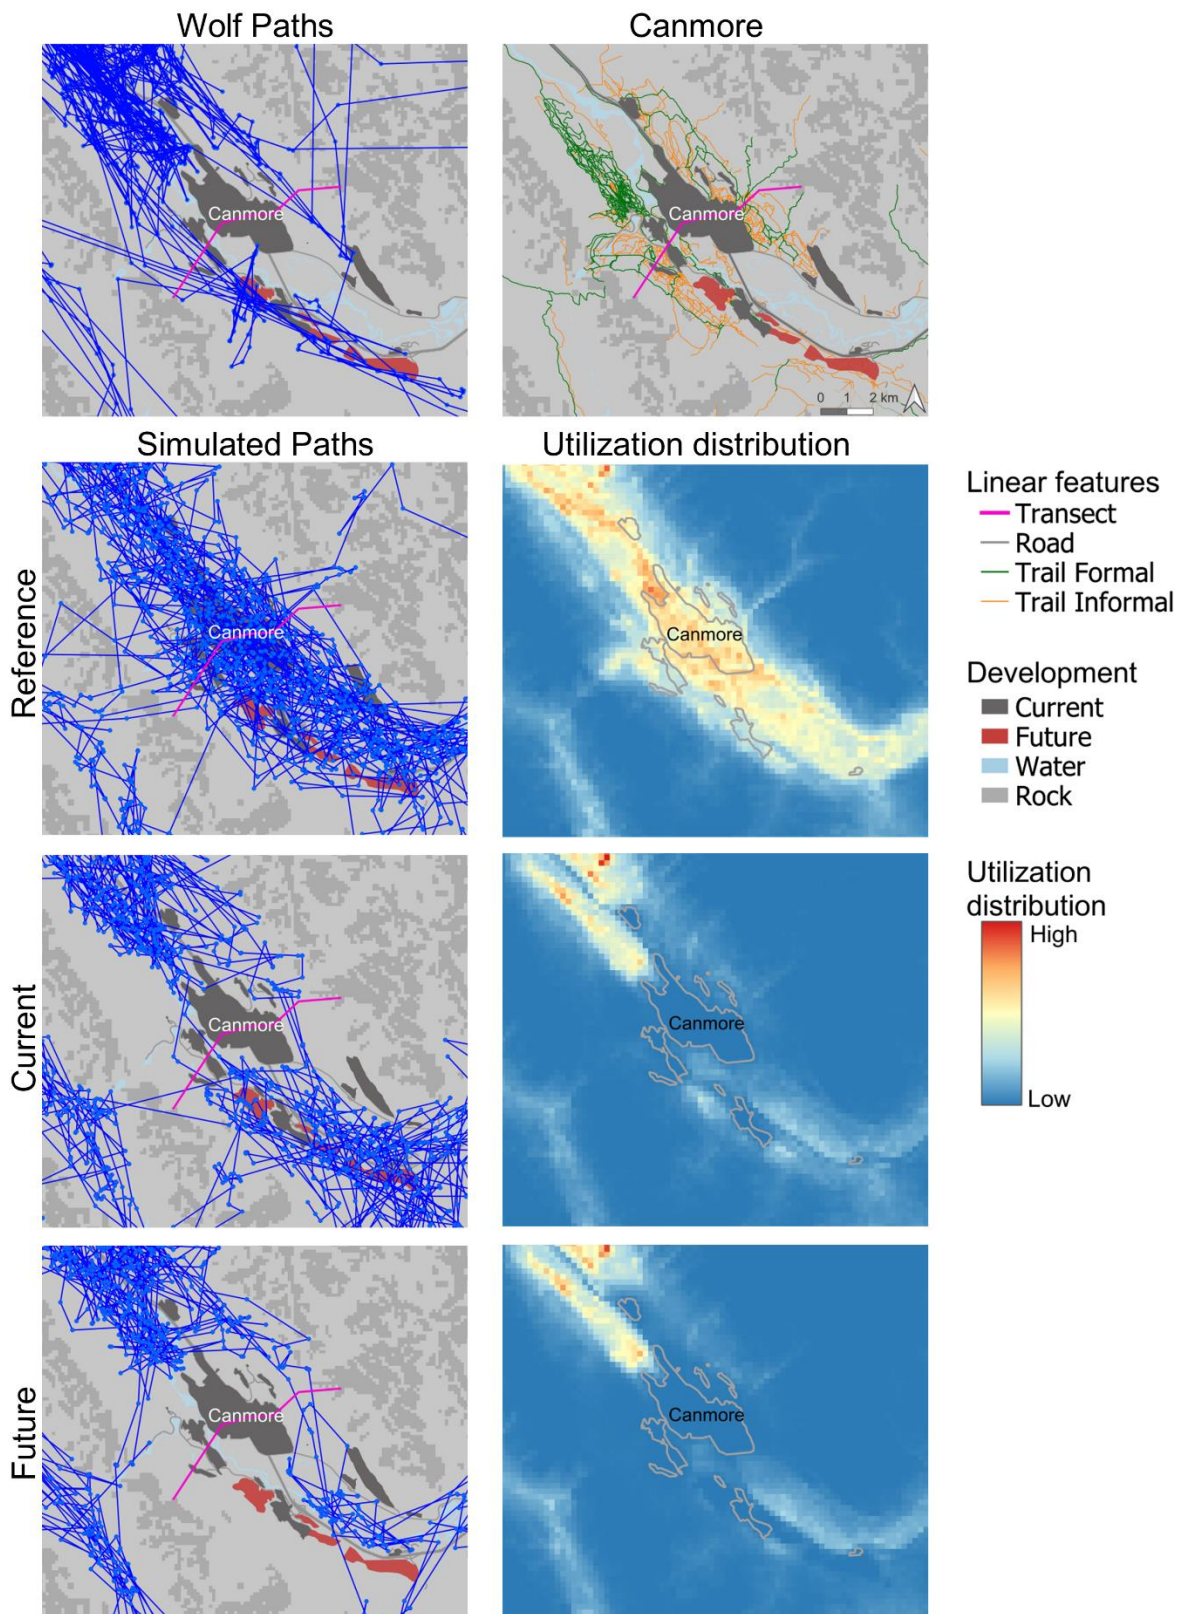 Wolf Paths
Canmore
Canmore
Canmore
0 1 2 km
Simulated Paths
Utilization distribution
Reference
Canmore
Canmore
Linear features
Transect
Road
Trail Formal
Trail Informal
Development
Current
Future
Water
Rock
Utilization
distribution
High
Low
Current
Canmore
Canmore
Future
Canmore
Canmore